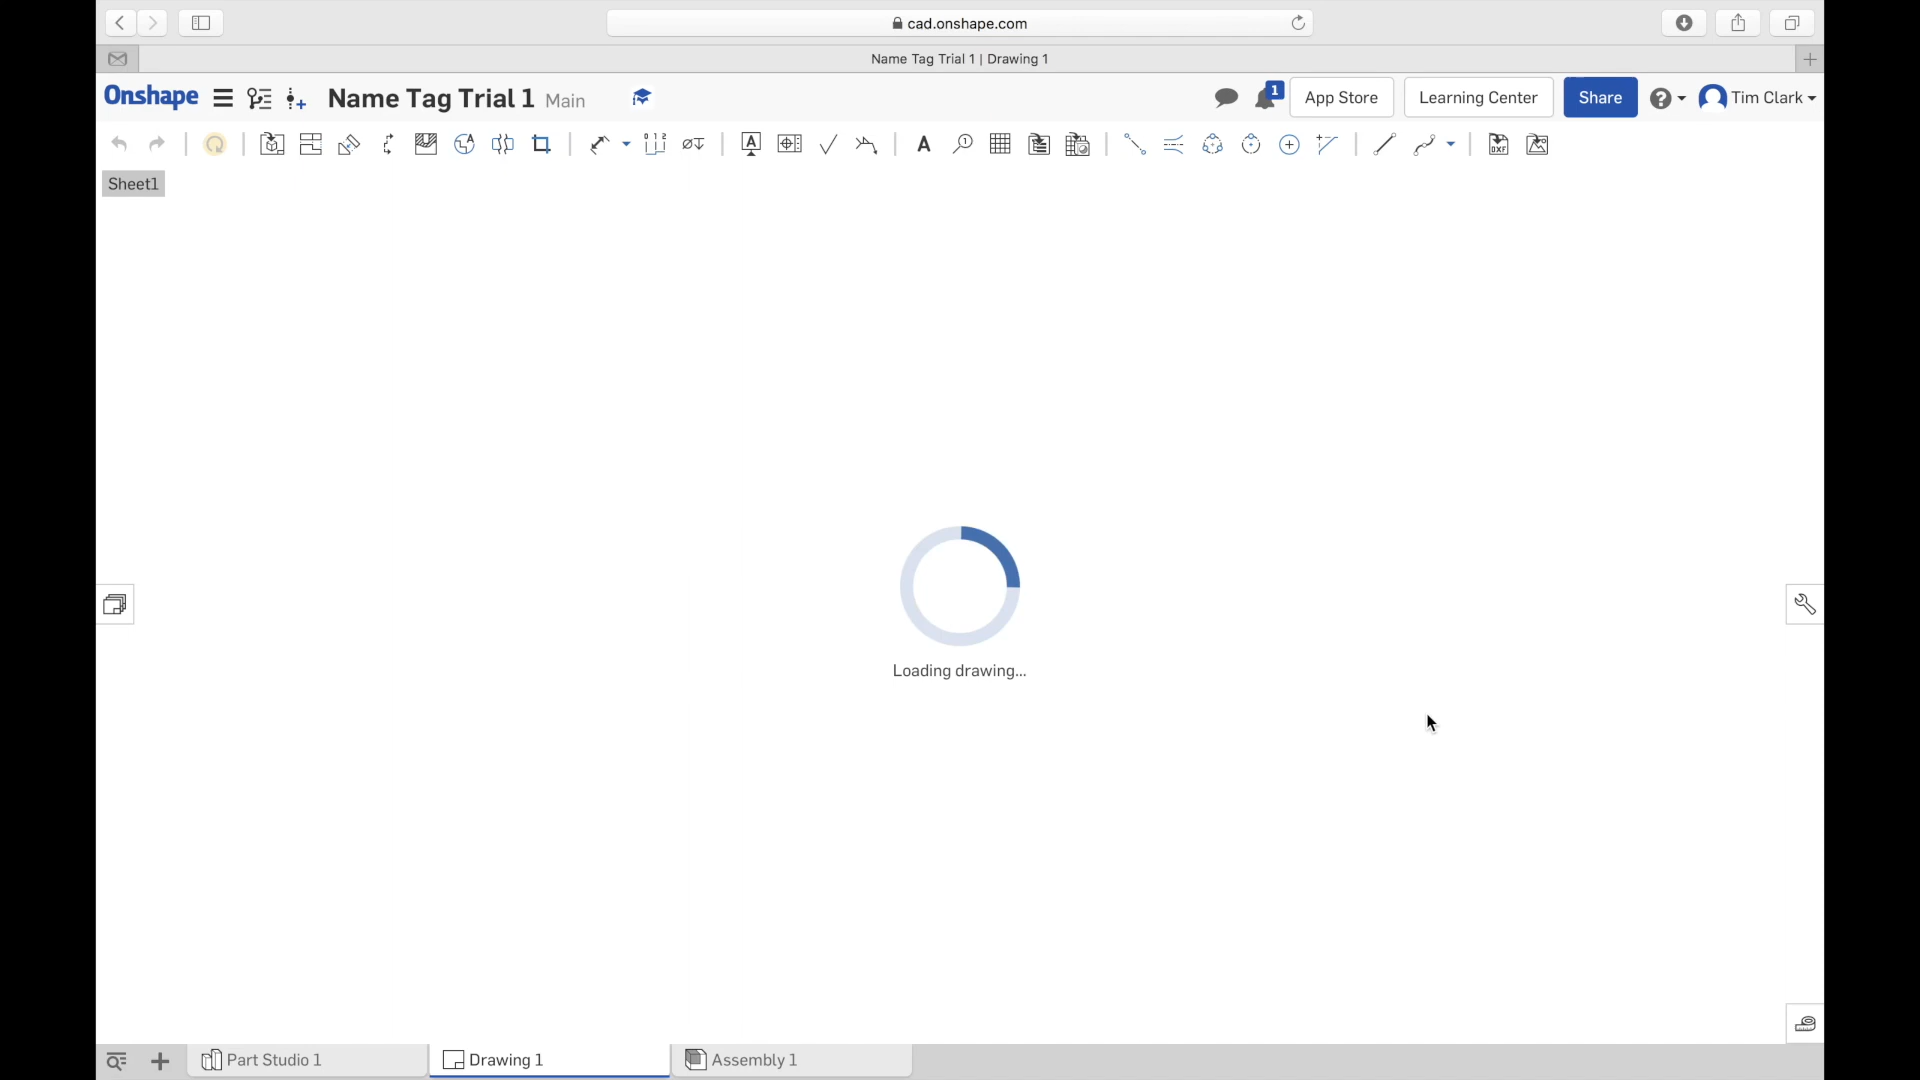 cad.onshape.com
Name Tag Trial 1 | Drawing 1
Onshape Name Tag Trial 1 Main 1 App Store Learning Center Share Tim Clark
Sheet1
Loading drawing...
Part Studio 1 Drawing 1 Assembly 1